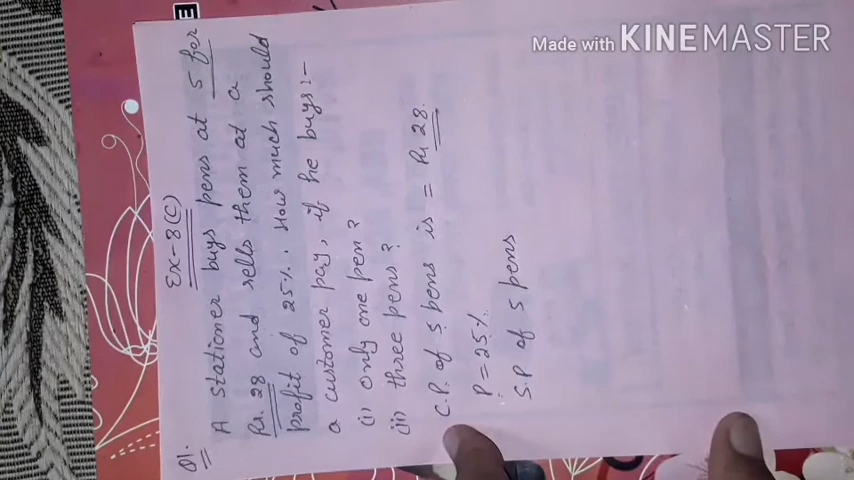 Ex-8(C)
Q1.
A stationer buys pens at 5 for
Rs. 28 and sells them at a
profit of 25%. How much should
a customer pay, if he buys:-
(i) only one pen?
(ii) three pens?
C.P. of 5 pens is = Rs 28.
P = 25%
S.P of 5 pens
Made with KINEMASTER
E